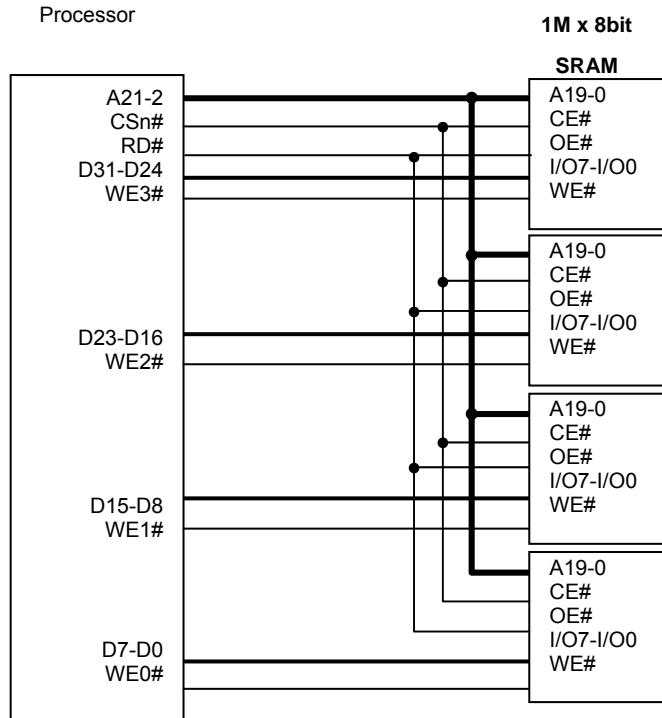 Processor
1M x 8bit
SRAM
A21-2
CSn#
RD#
D31-D24
WE3#
D23-D16
WE2#
D15-D8
WE1#
D7-D0
WE0#
A19-0
CE#
OE#
I/O7-I/O0
WE#
A19-0
CE#
OE#
I/O7-I/O0
WE#
A19-0
CE#
OE#
I/O7-I/O0
WE#
A19-0
CE#
OE#
I/O7-I/O0
WE#